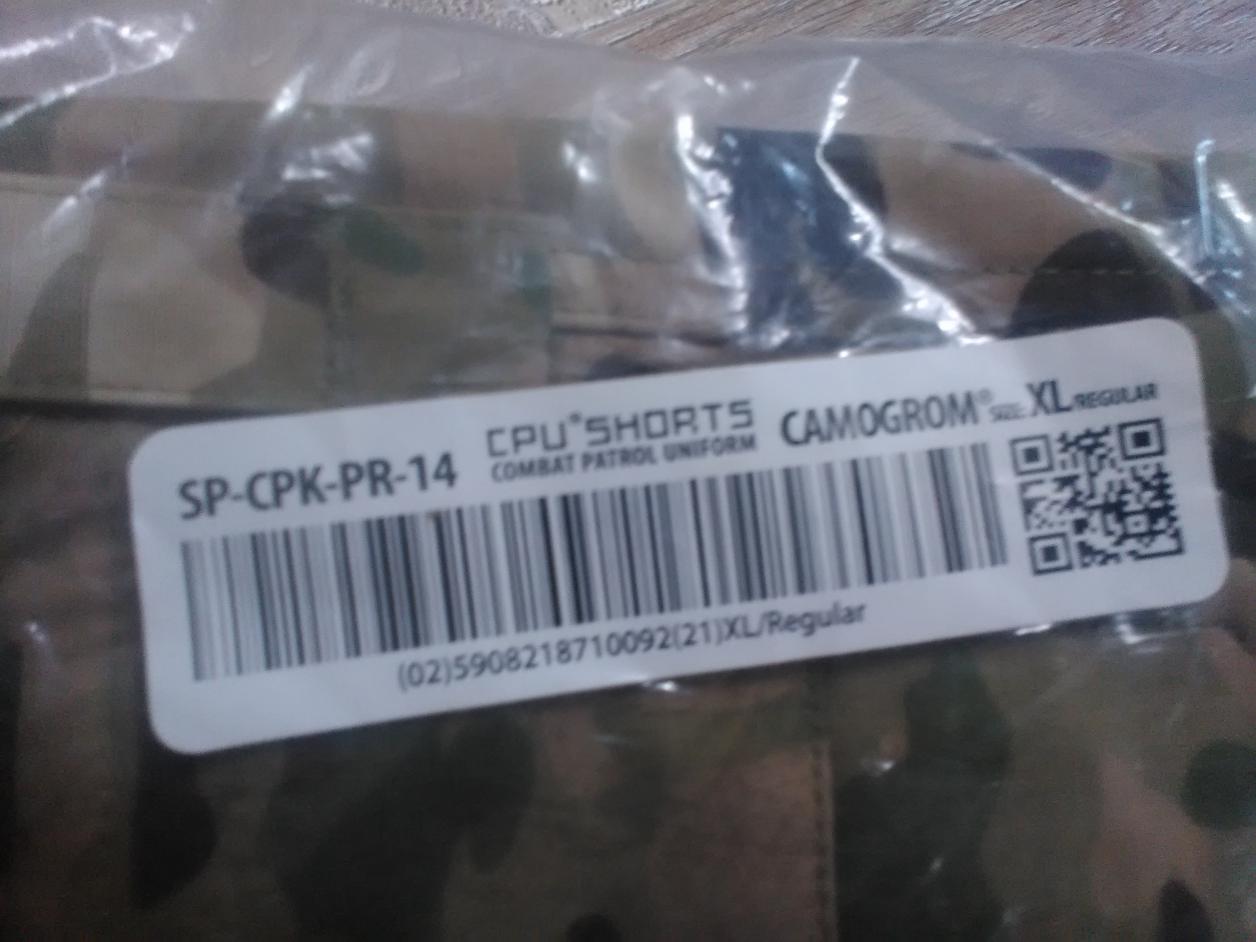 SP-CPK-PR-14
CPU® SHORTS
COMBAT PATROL UNIFORM
CAMOGROM® SIZE: XL/REGULAR
(02)5908218710092(21)XL/Regular